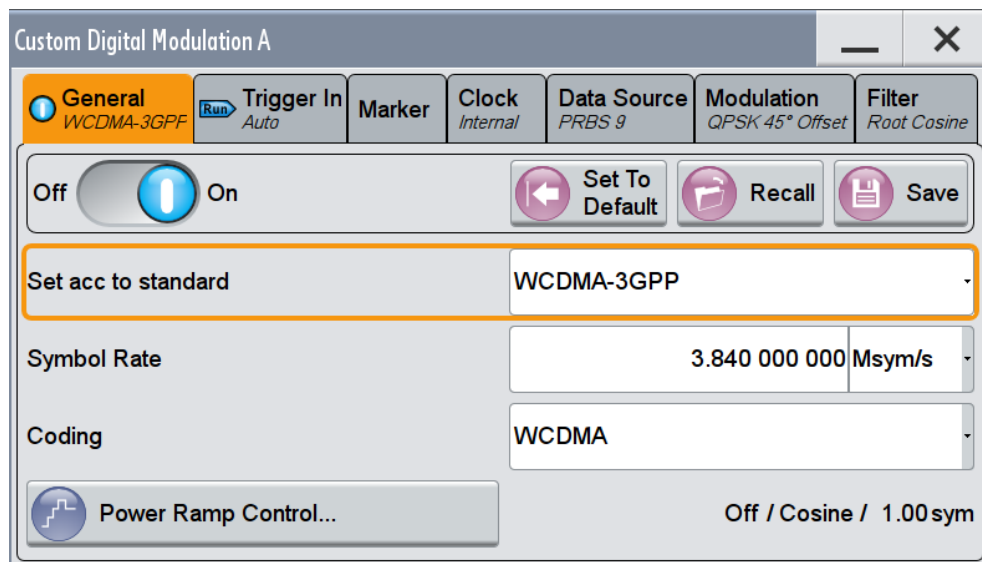 Custom Digital Modulation A
General
WCDMA-3GPP
Run
Trigger In
Auto
Marker
Clock
Internal
Data Source
PRBS 9
Modulation
QPSK 45° Offset
Filter
Root Cosine
Off
On
Set To
Default
Recall
Save
Set acc to standard
WCDMA-3GPP
Symbol Rate
3.840 000 000 Msym/s
Coding
WCDMA
Power Ramp Control...
Off / Cosine / 1.00 sym